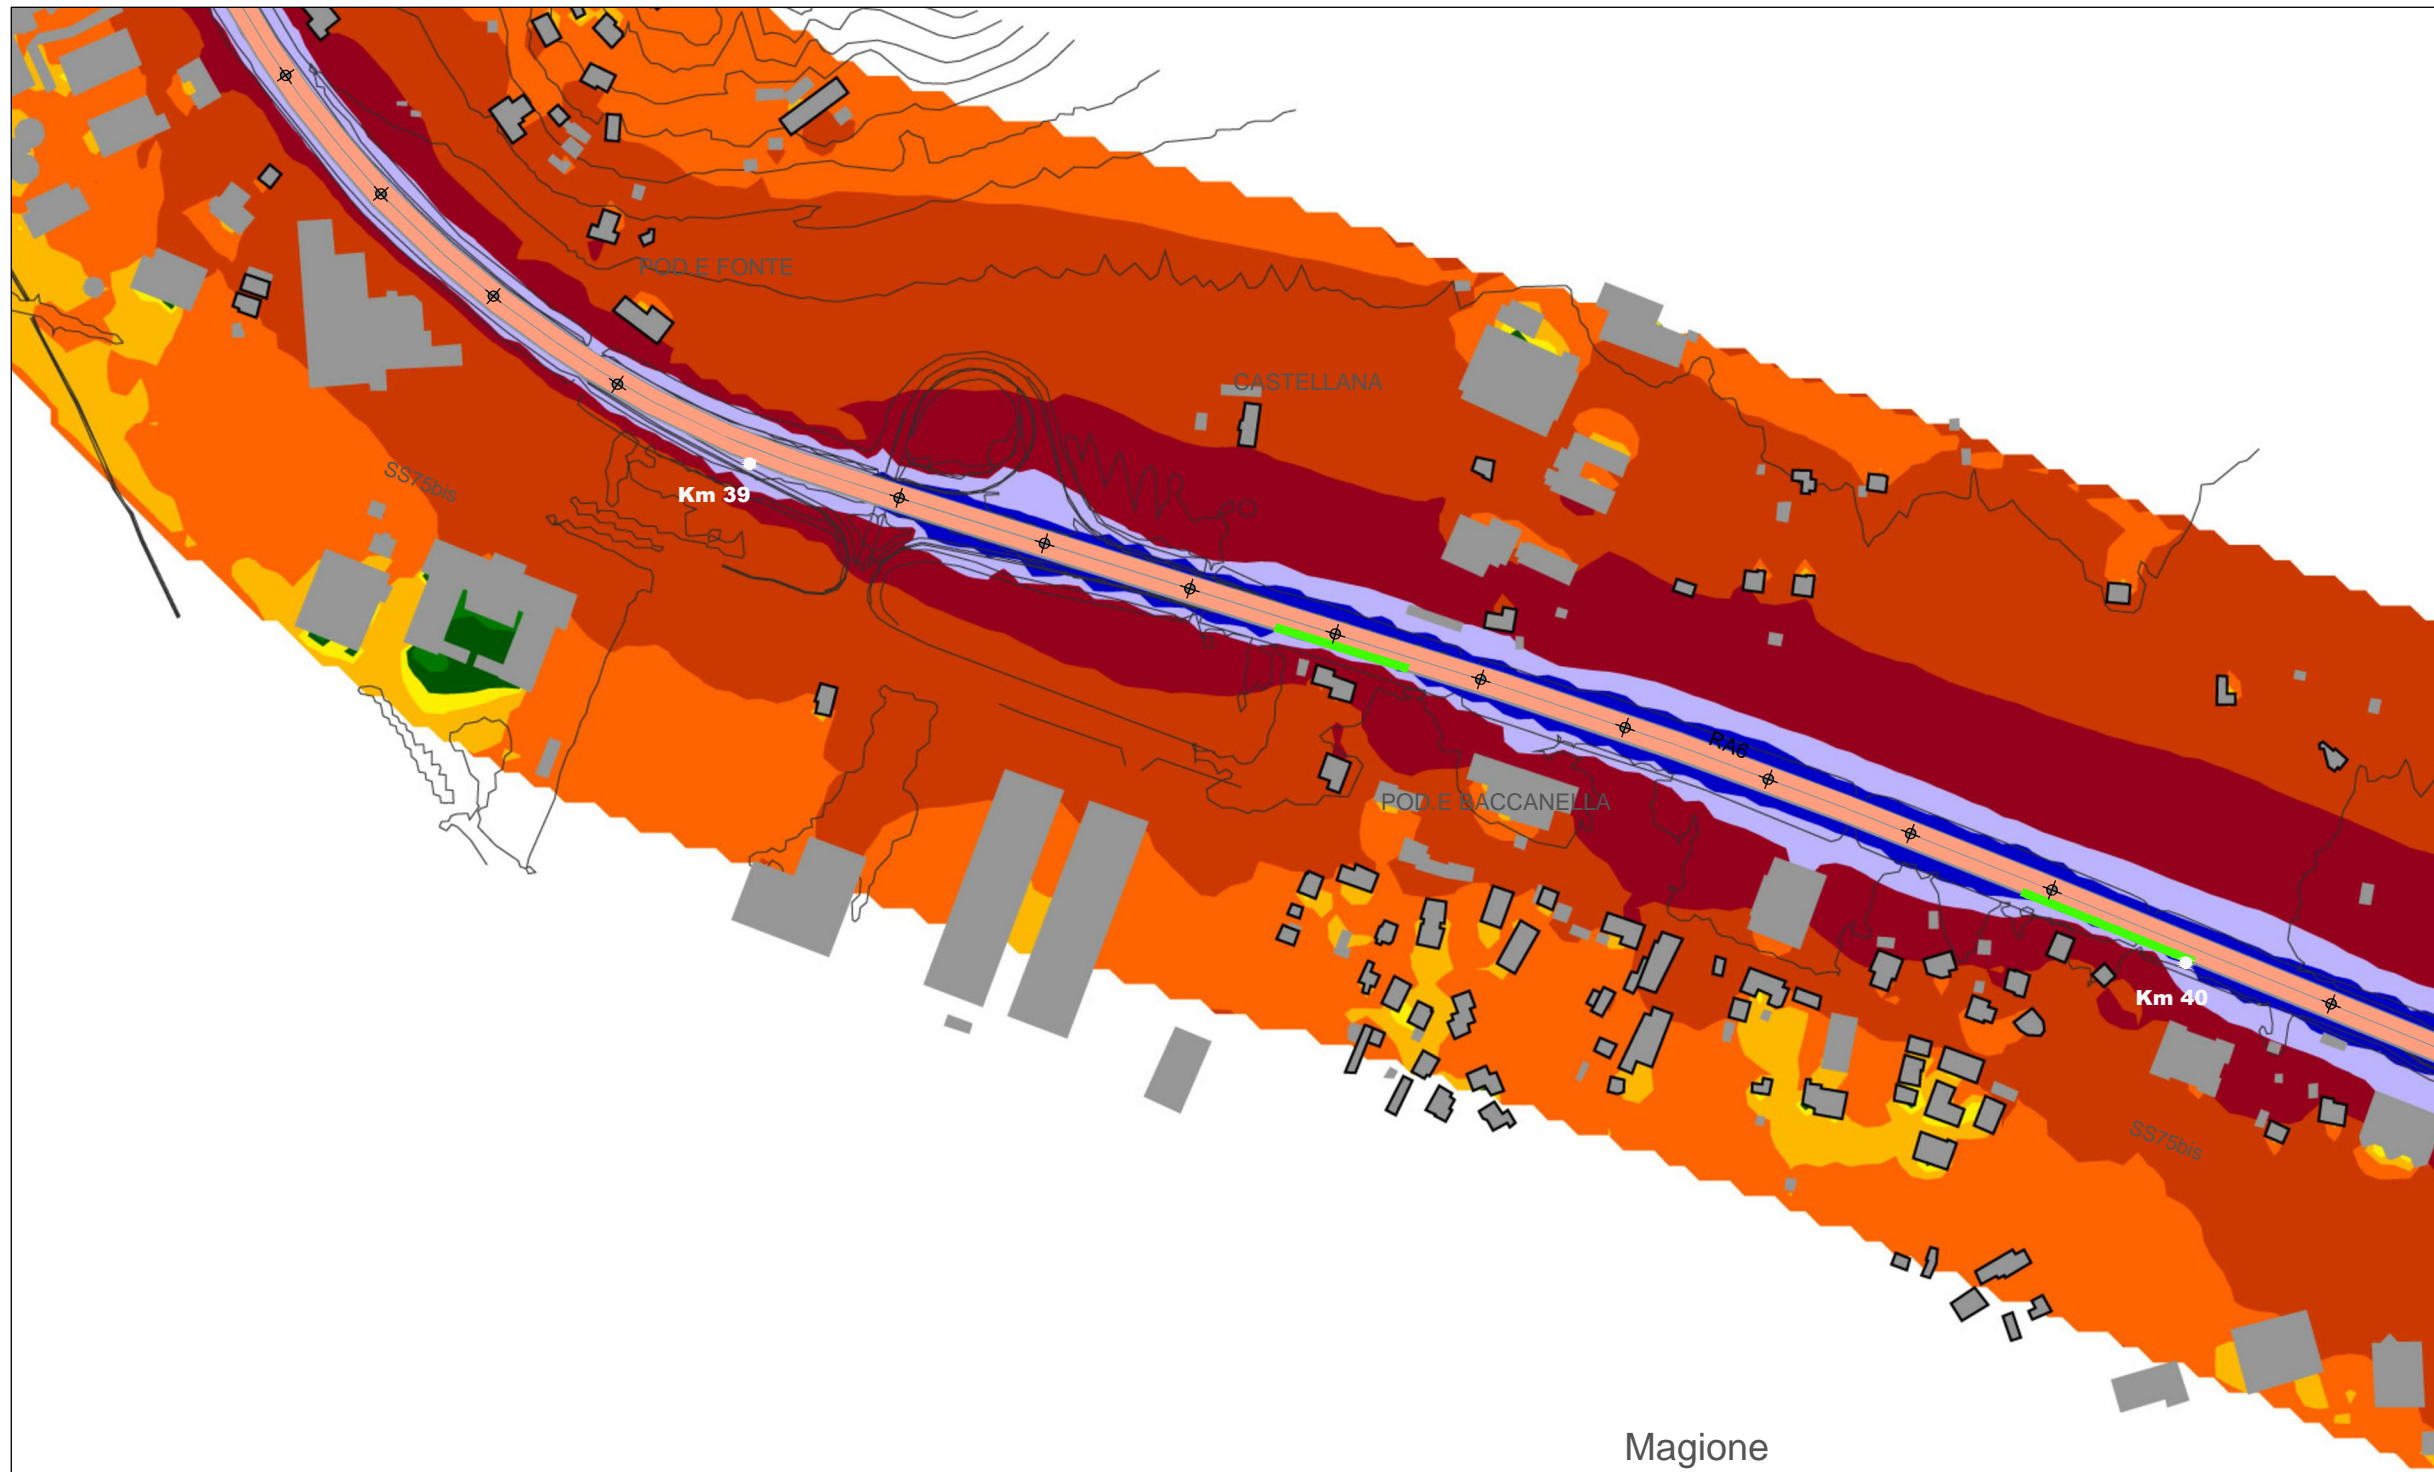 POD.E FONTE
CASTELLANA
SS75bis
Km 39
RA6
POD.E BACCANELLA
Km 40
SS75bis
Magione